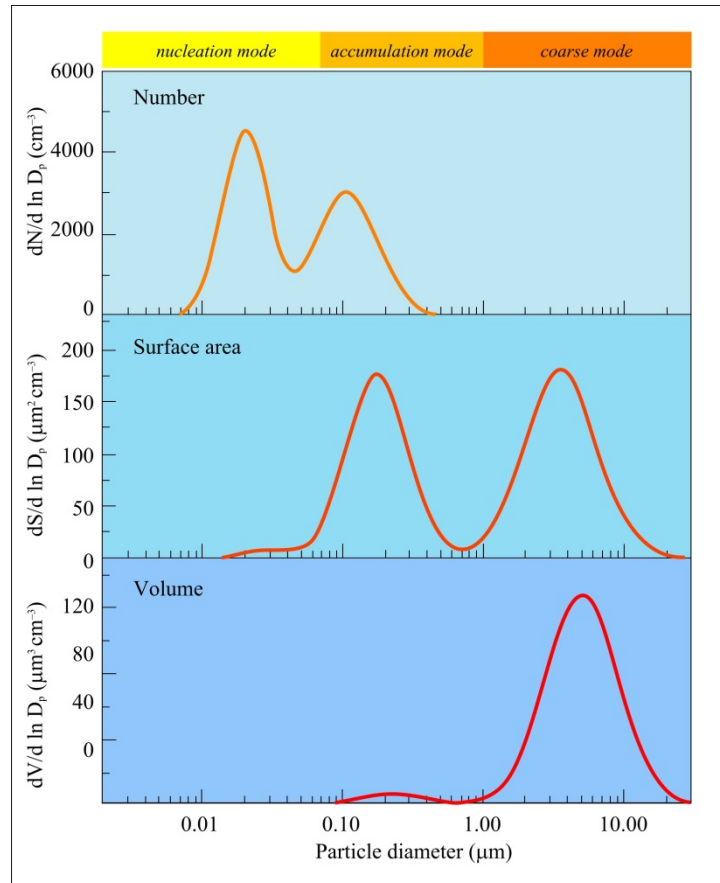 nucleation mode accumulation mode coarse mode
Number
6000
4000
2000
0
dN/d ln Dₚ (cm⁻³)
Surface area
200
150
100
50
0
dS/d ln Dₚ (μm² cm⁻³)
Volume
120
80
40
0
dV/d ln Dₚ (μm³ cm⁻³)
0.01 0.10 1.00 10.00
Particle diameter (μm)